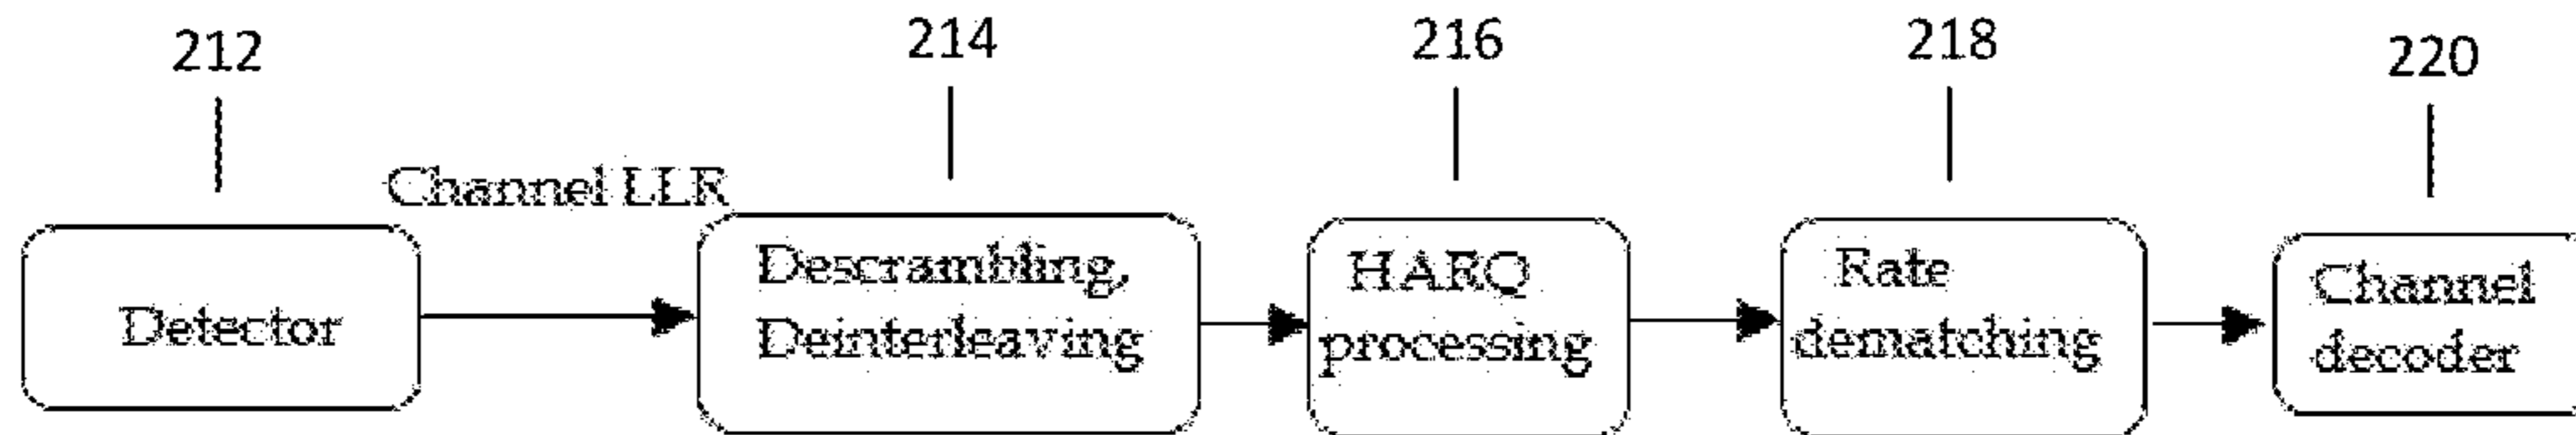 212
214
216
218
220
Channel LLR
Detector
Descrambling,
Deinterleaving
HARQ
processing
Rate
dematching
Channel
decoder